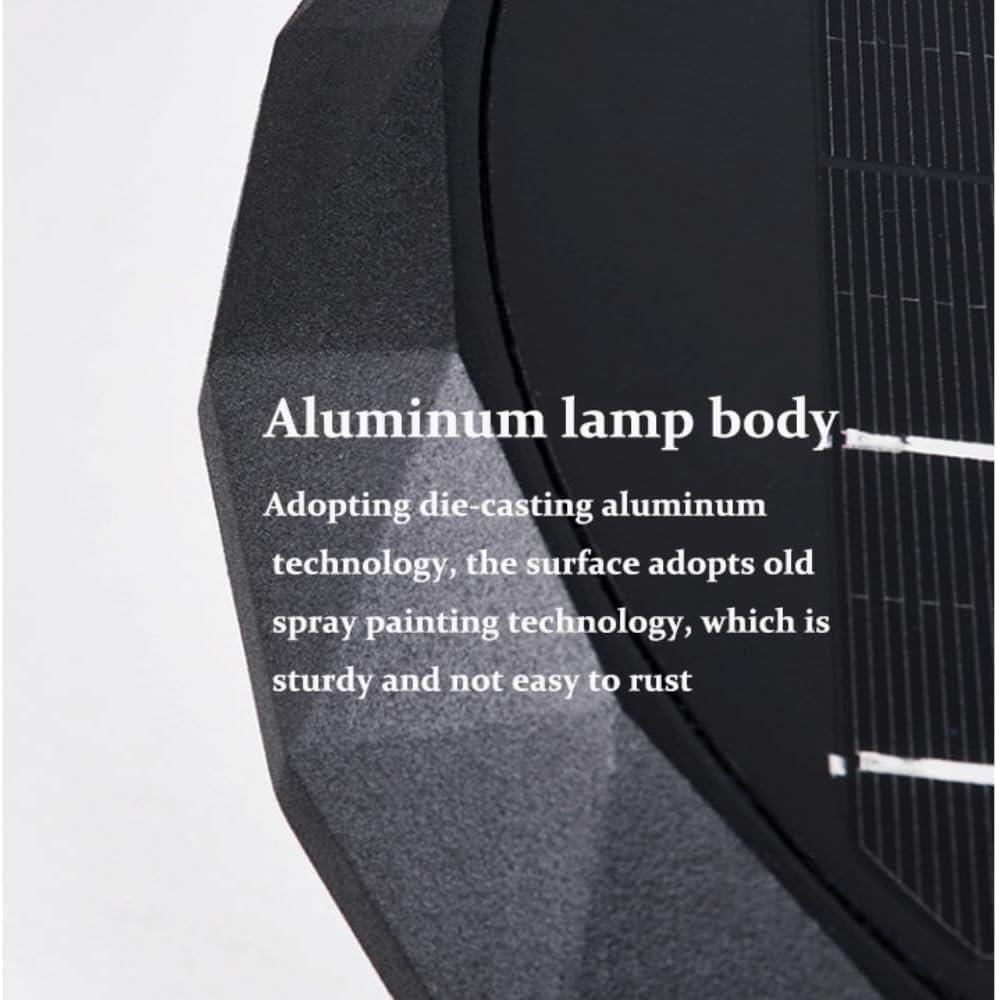 Aluminum lamp body
Adopting die-casting aluminum
technology, the surface adopts old
spray painting technology, which is
sturdy and not easy to rust